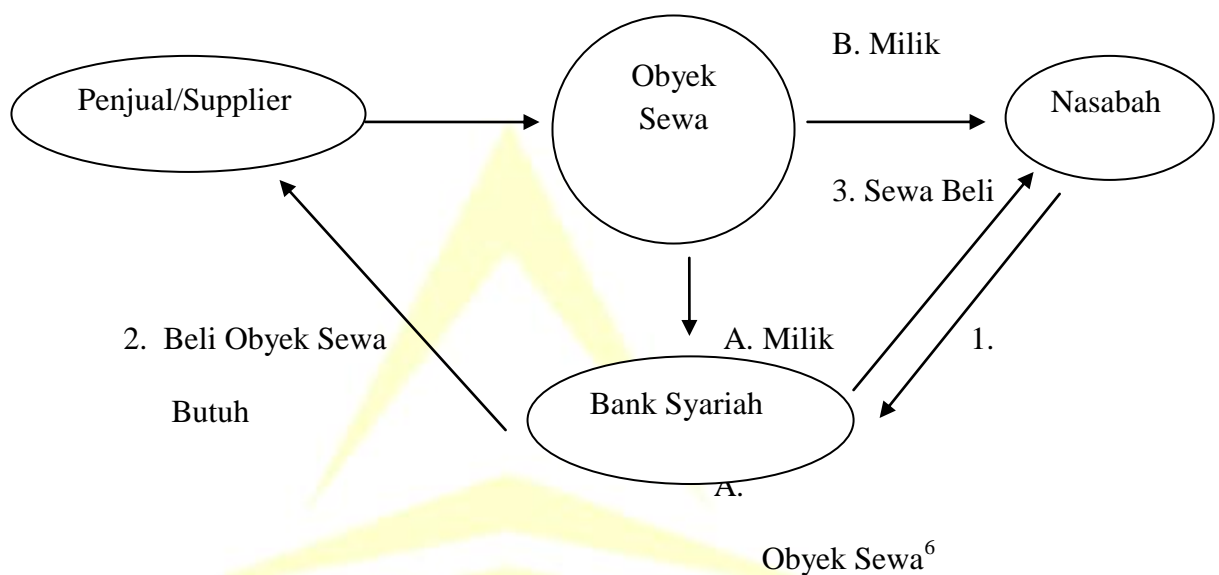 B. Milik
Obyek
Sewa
Penjual/Supplier
Nasabah
3. Sewa Beli
2. Beli Obyek Sewa
A. Milik
1.
Butuh
Bank Syariah
A.
Obyek Sewa⁶